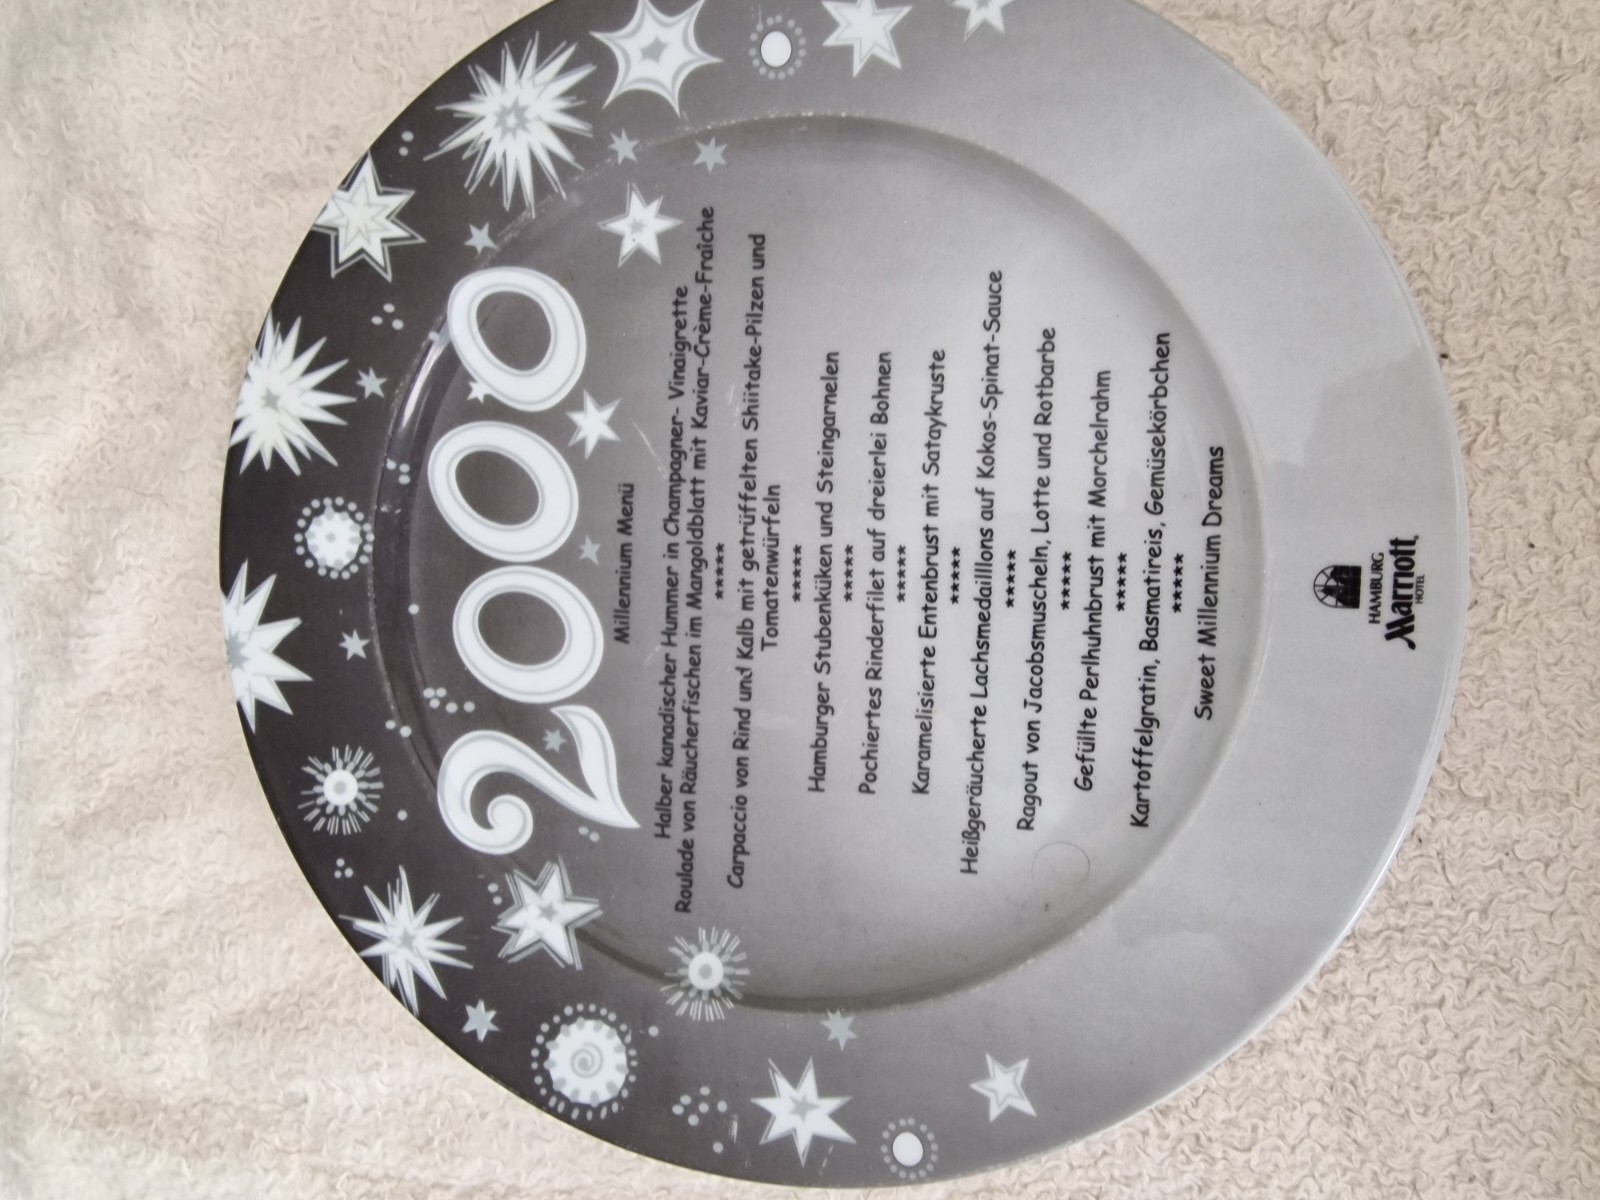 2000
Millennium Menü
Halber kanadischer Hummer in Champagner- Vinaigrette
Roulade von Räucherfischen im Mangoldblatt mit Kaviar-Crème-Fraîche
*****
Carpaccio von Rind und Kalb mit getrüffelten Shiitake-Pilzen und
Tomatenwürfeln
*****
Hamburger Stubenküken und Steingarnelen
*****
Pochiertes Rinderfilet auf dreierlei Bohnen
*****
Karamelisierte Entenbrust mit Sataykruste
*****
Heißgeräucherte Lachsmedailllons auf Kokos-Spinat-Sauce
*****
Ragout von Jacobsmuscheln, Lotte und Rotbarbe
*****
Gefüllte Perlhuhnbrust mit Morchelrahm
*****
Kartoffelgratin, Basmatireis, Gemüsekörbchen
*****
Sweet Millennium Dreams
HAMBURG
Marriott
HOTEL